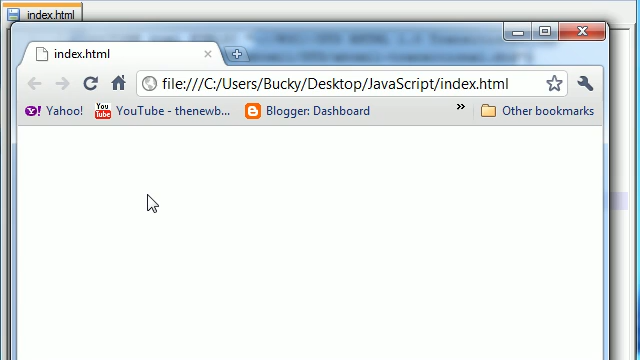 index.html
index.html
file:///C:/Users/Bucky/Desktop/JavaScript/index.html
Yahoo! YouTube - thenewb... Blogger: Dashboard » Other bookmarks